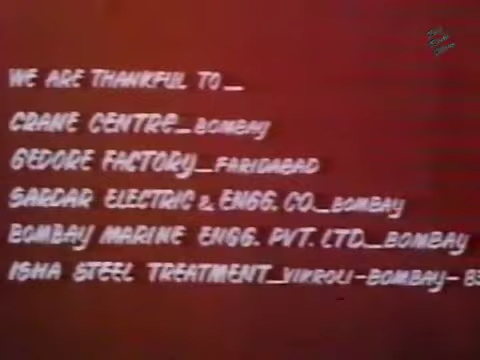 WE ARE THANKFUL TO_
CRANE CENTRE_BOMBAY
GEDORE FACTORY_FARIDABAD
SARDAR ELECTRIC & ENGG. CO._BOMBAY
BOMBAY MARINE ENGG. PVT. LTD._BOMBAY
ISHA STEEL TREATMENT_VIKROLI-BOMBAY-83